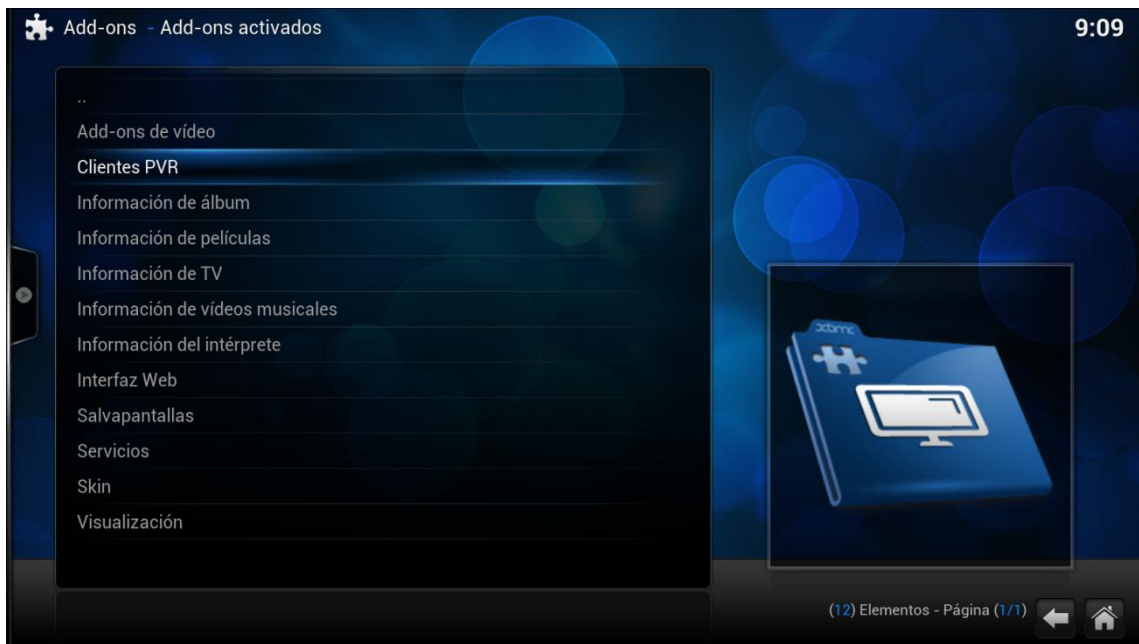 Add-ons - Add-ons activados
9:09
..
Add-ons de vídeo
Clientes PVR
Información de álbum
Información de películas
Información de TV
Información de vídeos musicales
Información del intérprete
Interfaz Web
Salvapantallas
Servicios
Skin
Visualización
xbmc
(12) Elementos - Página (1/1)